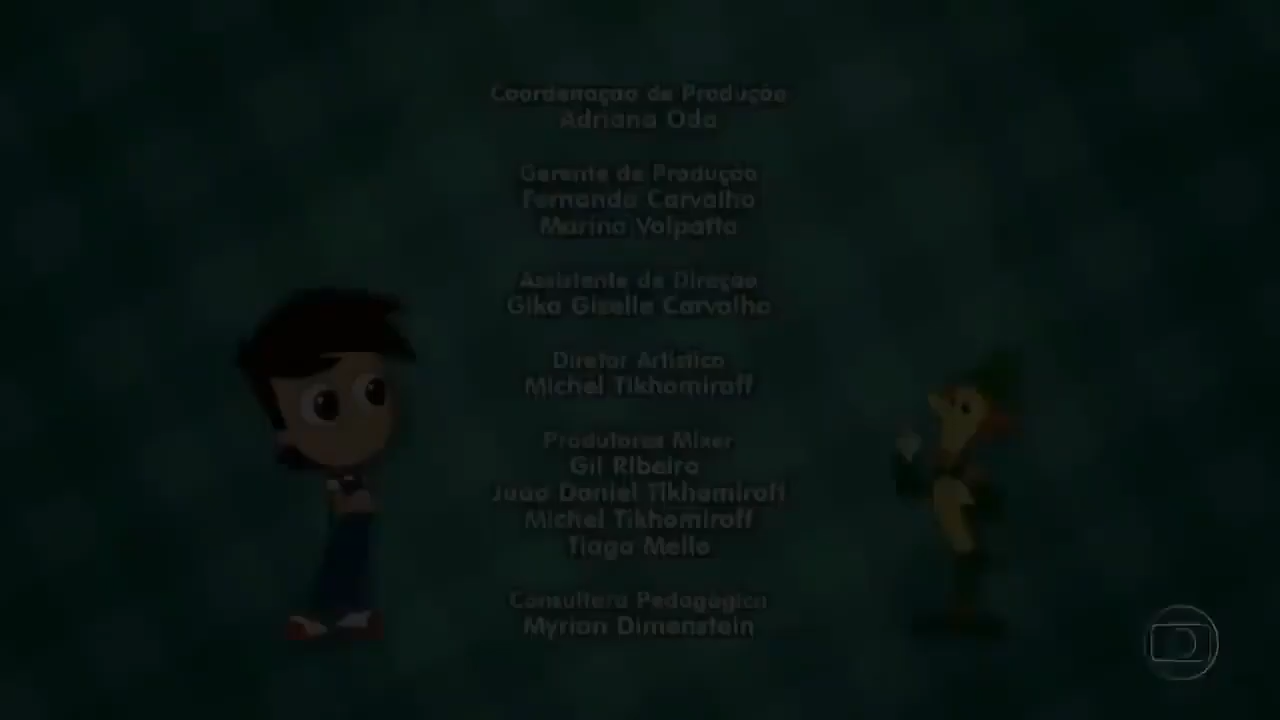 Coordenação de Produção
Adriana Oda
Gerente de Produção
Fernanda Carvalho
Marina Volpatto
Assistente de Direção
Gika Giselle Carvalho
Diretor Artístico
Michel Tikhomiroff
Produtores Mixer
Gil Ribeiro
João Daniel Tikhomiroff
Michel Tikhomiroff
Tiago Mello
Consultora Pedagógica
Myrian Dimenstein